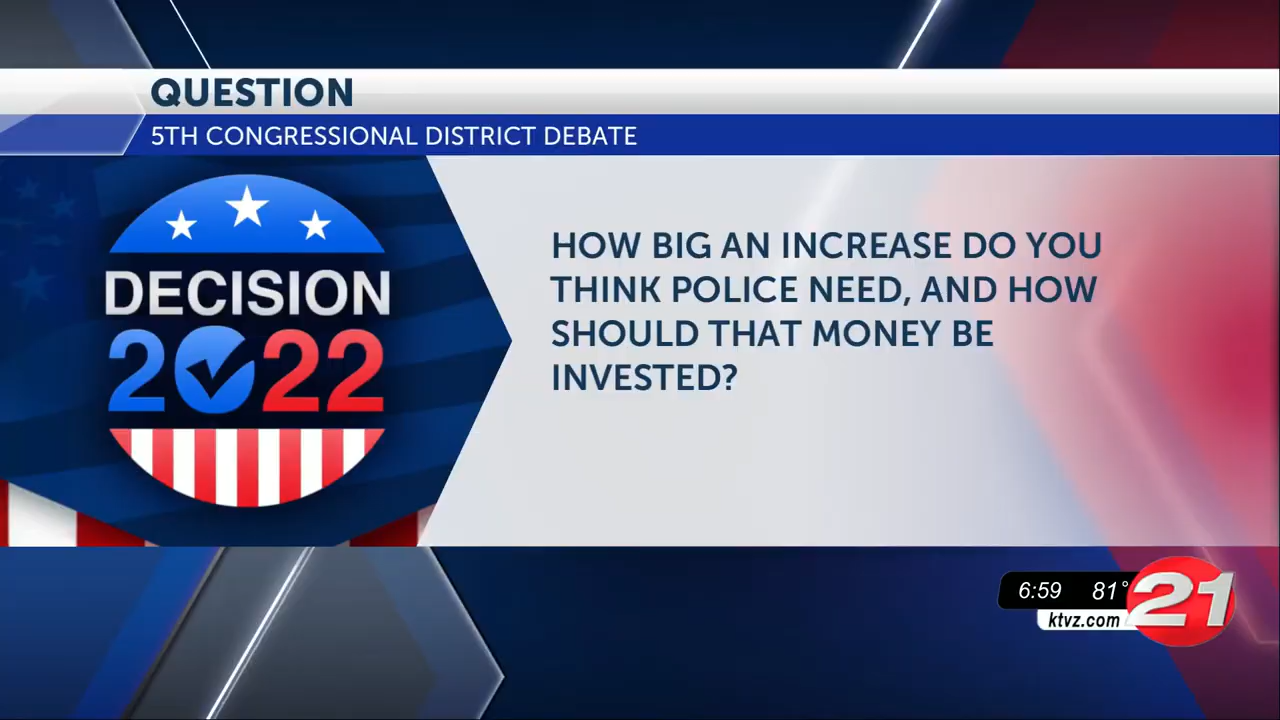 QUESTION
5TH CONGRESSIONAL DISTRICT DEBATE
DECISION
2022
HOW BIG AN INCREASE DO YOU
THINK POLICE NEED, AND HOW
SHOULD THAT MONEY BE
INVESTED?
6:59 81°
ktvz.com
21